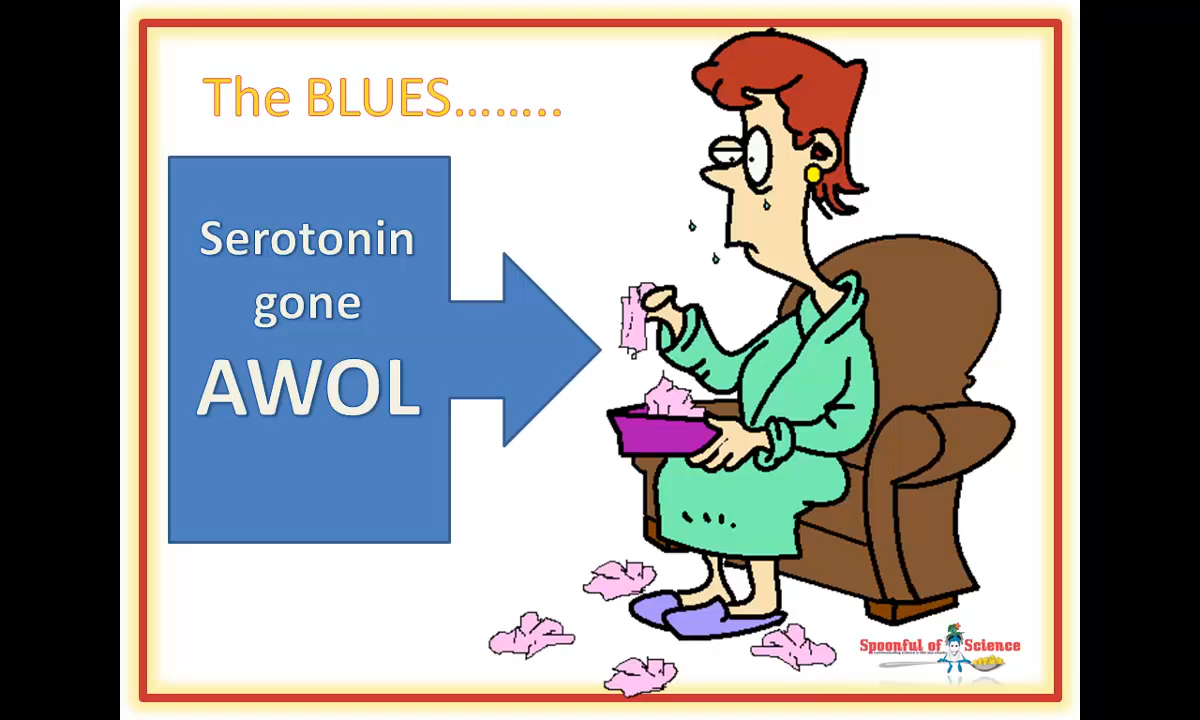 The BLUES........
Serotonin
gone
AWOL
Spoonful of Science